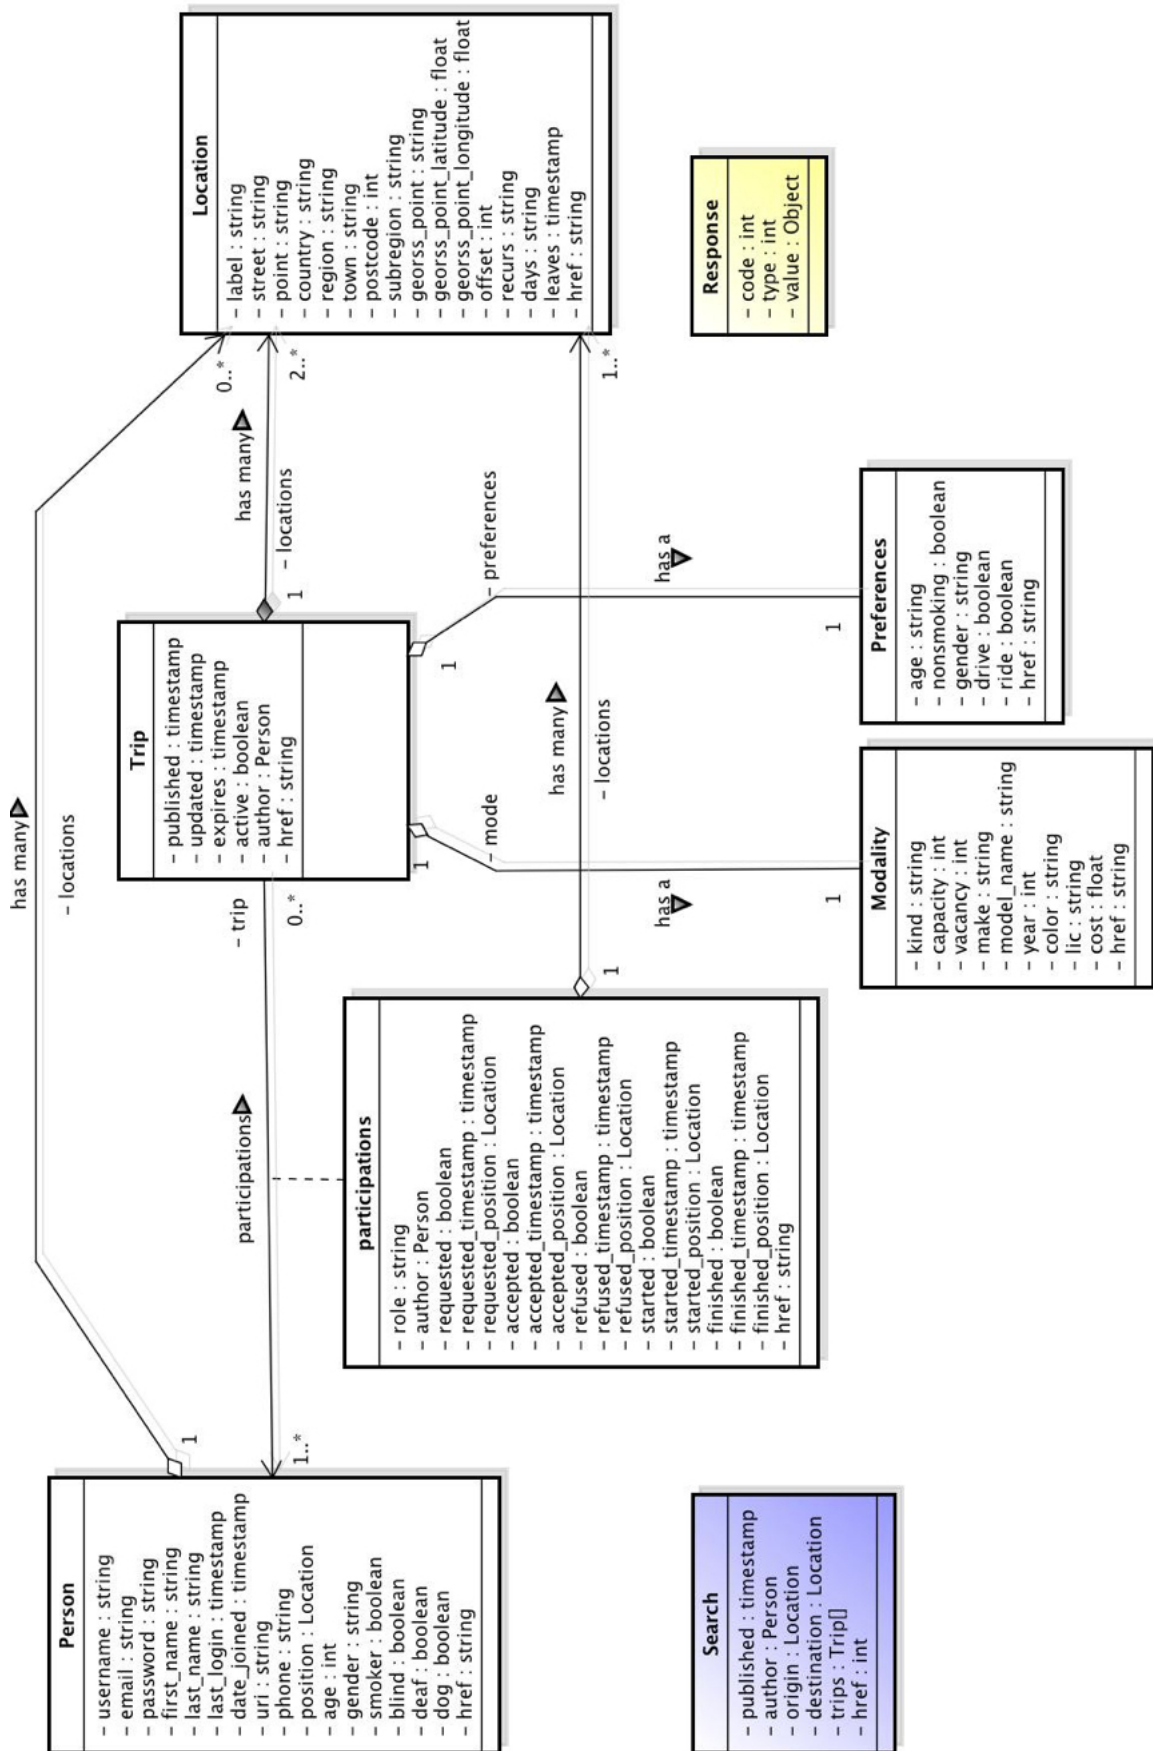 Person
– username : string
– email : string
– password : string
– first_name : string
– last_name : string
– last_login : timestamp
– date_joined : timestamp
– uri : string
– phone : string
– position : Location
– age : int
– gender : string
– smoker : boolean
– blind : boolean
– deaf : boolean
– dog : boolean
– href : string
1
has many
– locations
0..*
1..*
participations
– trip
0..*
Trip
– published : timestamp
– updated : timestamp
– expires : timestamp
– active : boolean
– author : Person
– href : string
1
has many
– locations
2..*
Location
– label : string
– street : string
– point : string
– country : string
– region : string
– town : string
– postcode : int
– subregion : string
– georss_point : string
– georss_point_latitude : float
– georss_point_longitude : float
– offset : int
– recurs : string
– days : string
– leaves : timestamp
– href : string
participations
– role : string
– author : Person
– requested : boolean
– requested_timestamp : timestamp
– requested_position : Location
– accepted : boolean
– accepted_timestamp : timestamp
– accepted_position : Location
– refused : boolean
– refused_timestamp : timestamp
– refused_position : Location
– started : boolean
– started_timestamp : timestamp
– started_position : Location
– finished : boolean
– finished_timestamp : timestamp
– finished_position : Location
– href : string
1
has many
– locations
1..*
1
– mode
has a
1
1
– preferences
has a
1
Search
– published : timestamp
– author : Person
– origin : Location
– destination : Location
– trips : Trip[]
– href : int
Modality
– kind : string
– capacity : int
– vacancy : int
– make : string
– model_name : string
– year : int
– color : string
– lic : string
– cost : float
– href : string
Preferences
– age : string
– nonsmoking : boolean
– gender : string
– drive : boolean
– ride : boolean
– href : string
Response
– code : int
– type : int
– value : Object